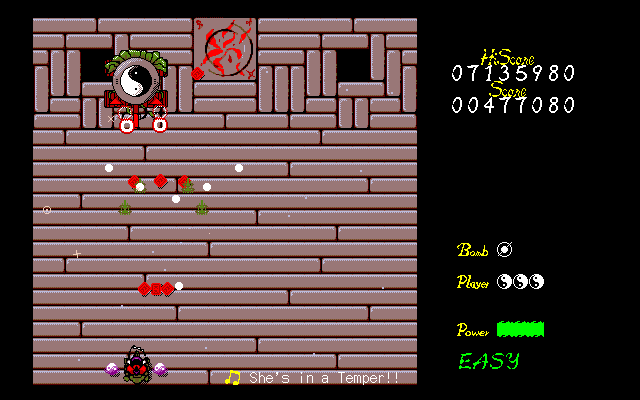 HiScore
07135980
Score
00477080
Bomb
Player
Power
EASY
♫ She's in a Temper!!